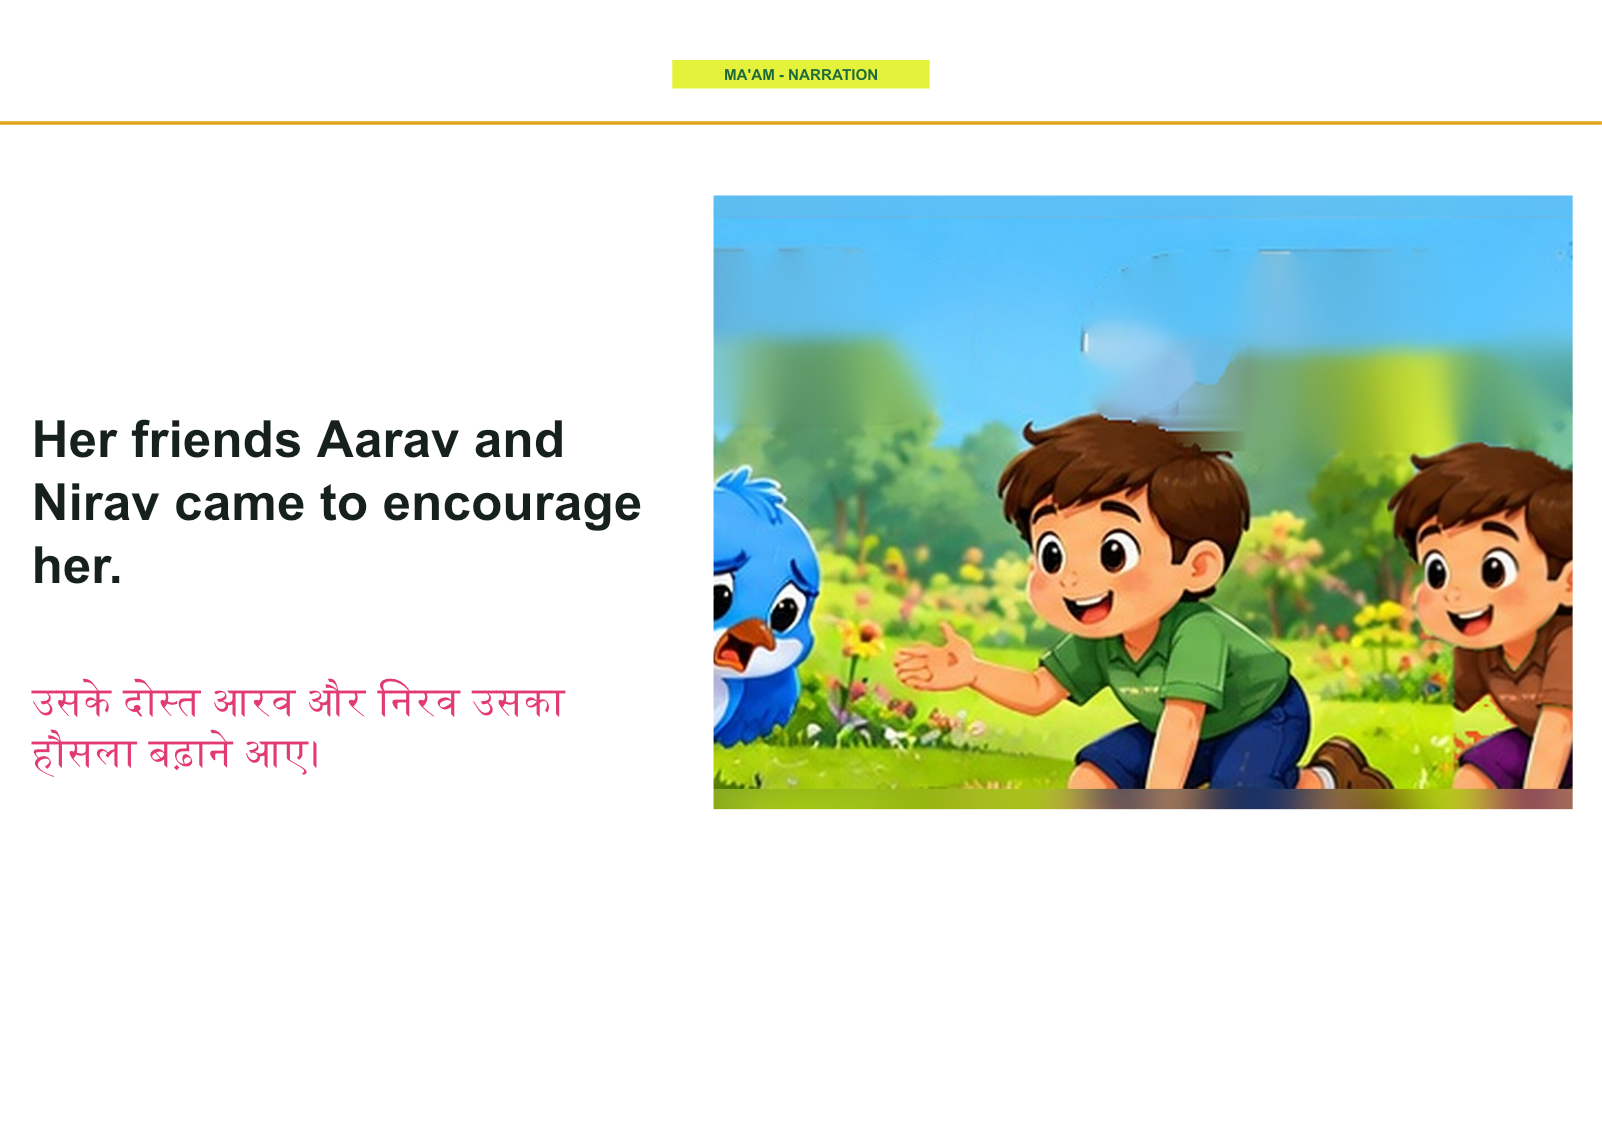 MA'AM - NARRATION
Her friends Aarav and
Nirav came to encourage
her.
उसके दोस्त आरव और निरव उसका
हौसला बढ़ाने आए।